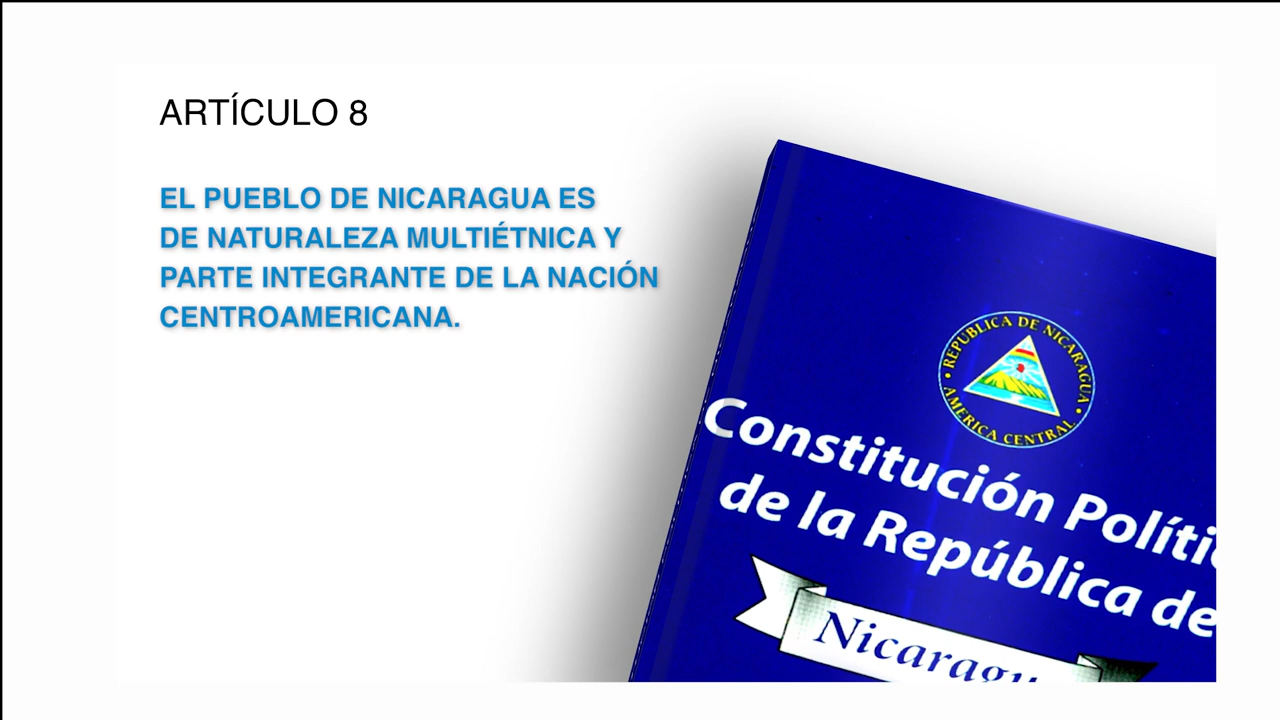 ARTÍCULO 8
EL PUEBLO DE NICARAGUA ES
DE NATURALEZA MULTIÉTNICA Y
PARTE INTEGRANTE DE LA NACIÓN
CENTROAMERICANA.
REPUBLICA DE NICARAGUA
AMERICA CENTRAL
Constitución Políti
de la República de
Nicaragu